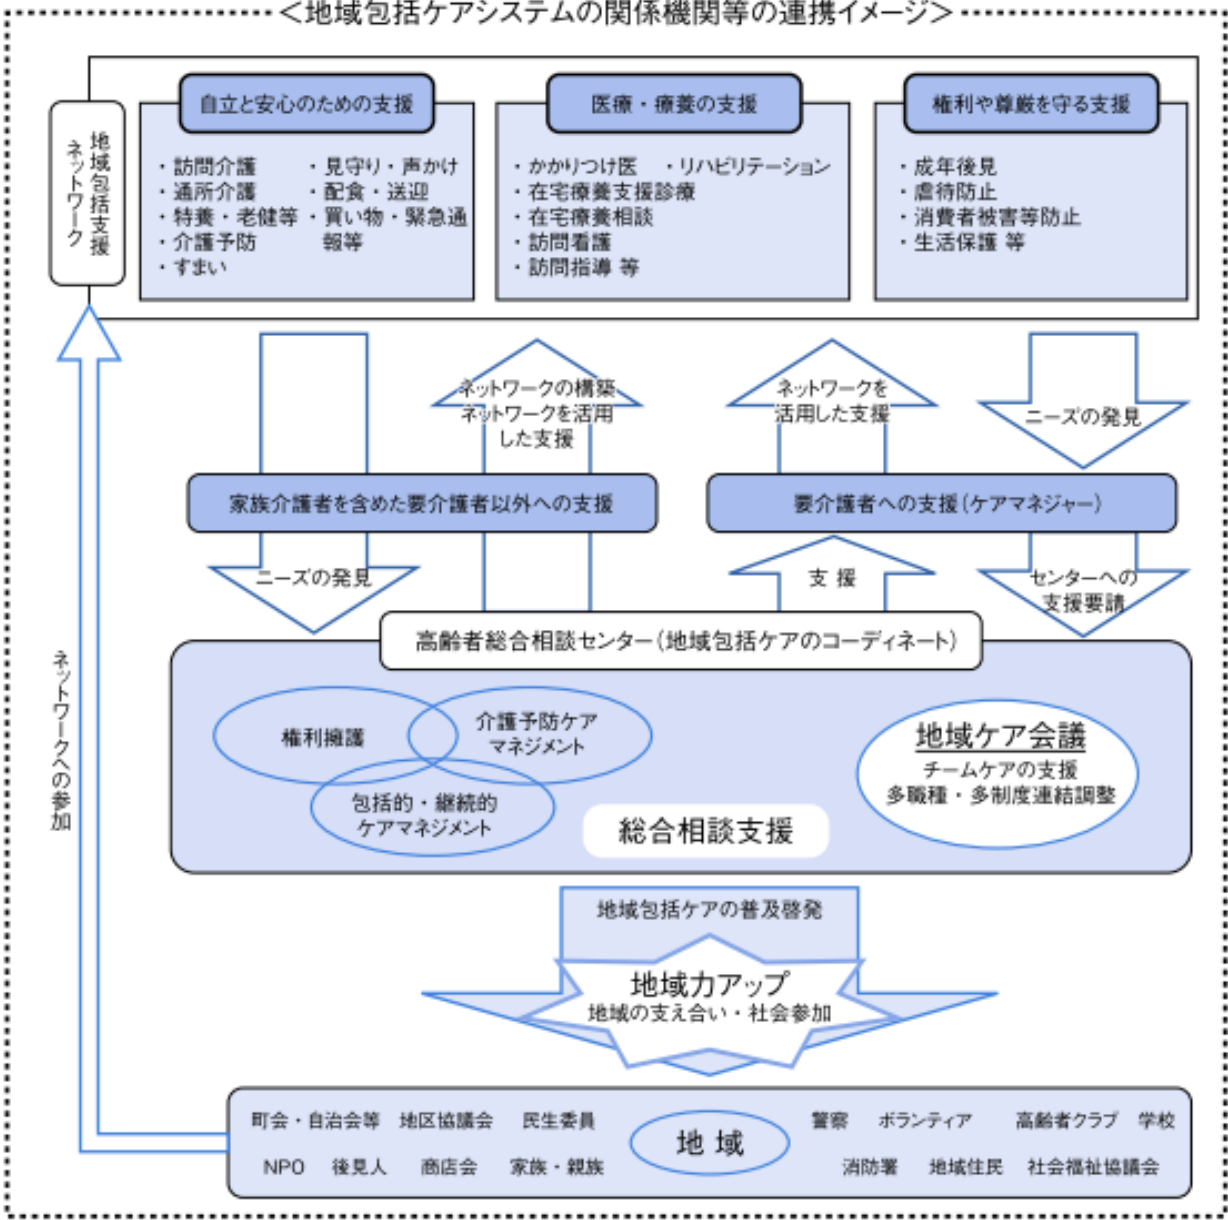 ＜地域包括ケアシステムの関係機関等の連携イメージ＞
地域包括支援
ネットワーク
自立と安心のための支援
・訪問介護
・通所介護
・特養・老健等
・介護予防
・すまい
・見守り・声かけ
・配食・送迎
・買い物・緊急通
報等
医療・療養の支援
・かかりつけ医
・リハビリテーション
・在宅療養支援診療
・在宅療養相談
・訪問看護
・訪問指導 等
権利や尊厳を守る支援
・成年後見
・虐待防止
・消費者被害等防止
・生活保護 等
ネットワークの構築
ネットワークを活用
した支援
ネットワークを
活用した支援
ニーズの発見
家族介護者を含めた要介護者以外への支援
要介護者への支援(ケアマネジャー)
ニーズの発見
支 援
センターへの
支援要請
高齢者総合相談センター(地域包括ケアのコーディネート)
権利擁護
介護予防ケア
マネジメント
包括的・継続的
ケアマネジメント
総合相談支援
地域ケア会議
チームケアの支援
多職種・多制度連結調整
ネットワークへの参加
地域包括ケアの普及啓発
地域力アップ
地域の支え合い・社会参加
町会・自治会等 地区協議会 民生委員
NPO 後見人 商店会 家族・親族
地 域
警察 ボランティア 高齢者クラブ 学校
消防署 地域住民 社会福祉協議会